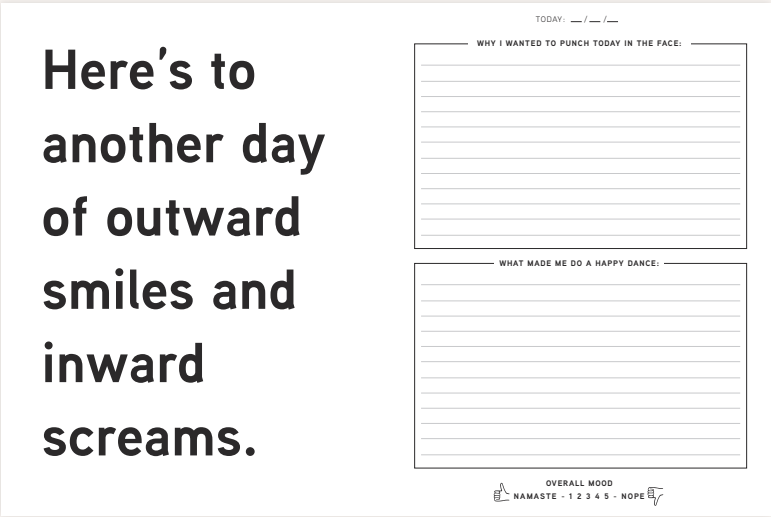 Here's to
another day
of outward
smiles and
inward
screams.
TODAY: __ / __ / __
WHY I WANTED TO PUNCH TODAY IN THE FACE:
WHAT MADE ME DO A HAPPY DANCE:
OVERALL MOOD
NAMASTE - 1 2 3 4 5 - NOPE